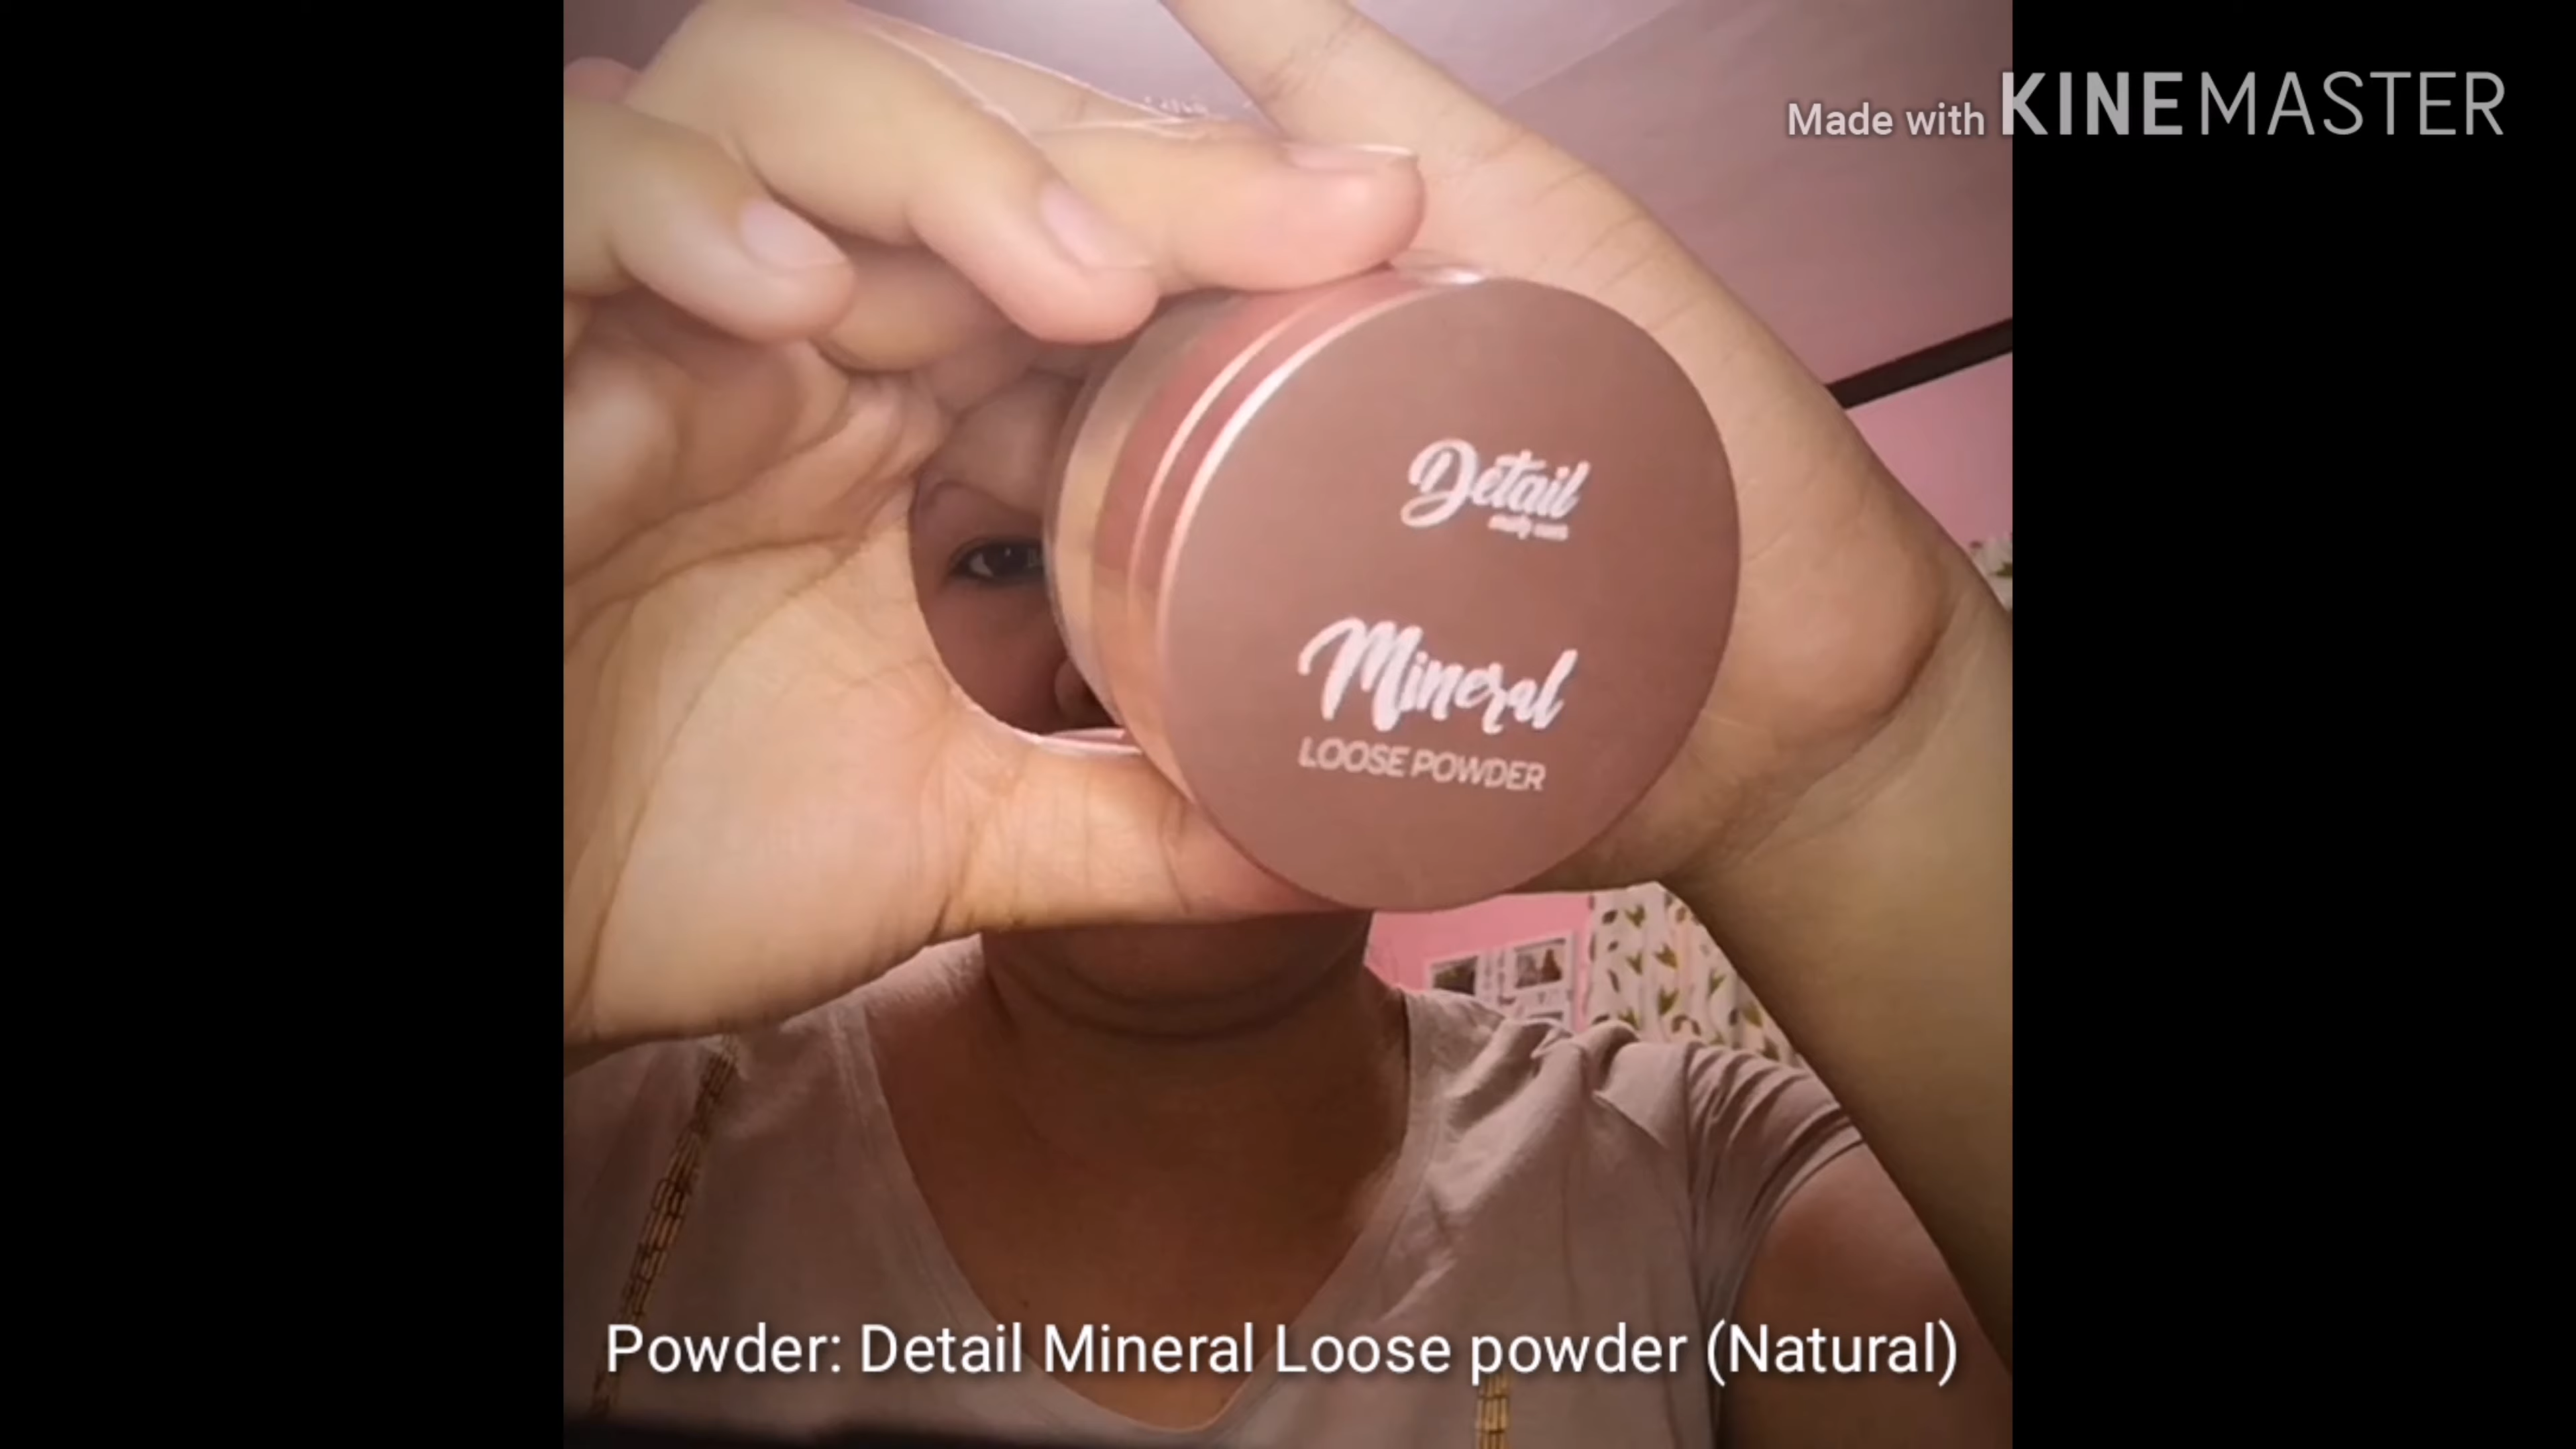 Made with KINEMASTER
Detail
Mineral
LOOSE POWDER
Powder: Detail Mineral Loose powder (Natural)